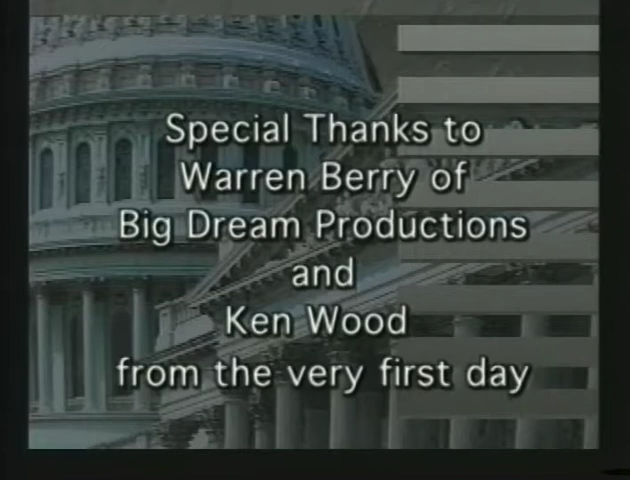 Special Thanks to
Warren Berry of
Big Dream Productions
and
Ken Wood
from the very first day